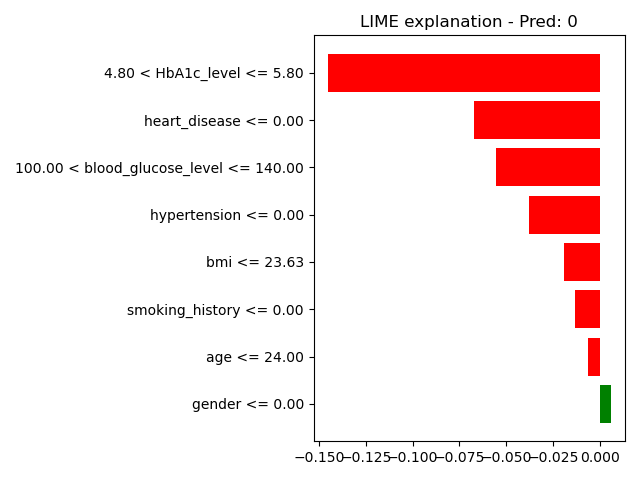 LIME explanation - Pred: 0
4.80 < HbA1c_level <= 5.80
heart_disease <= 0.00
100.00 < blood_glucose_level <= 140.00
hypertension <= 0.00
bmi <= 23.63
smoking_history <= 0.00
age <= 24.00
gender <= 0.00
−0.150 −0.125 −0.100 −0.075 −0.050 −0.025 0.000